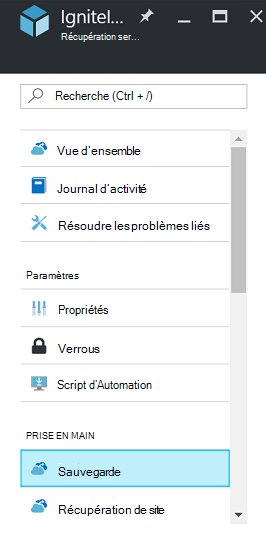 Ignitel...
Récupération ser...
Recherche (Ctrl + /)
Vue d'ensemble
Journal d'activité
Résoudre les problèmes liés
Paramètres
Propriétés
Verrous
Script d'Automation
PRISE EN MAIN
Sauvegarde
Récupération de site